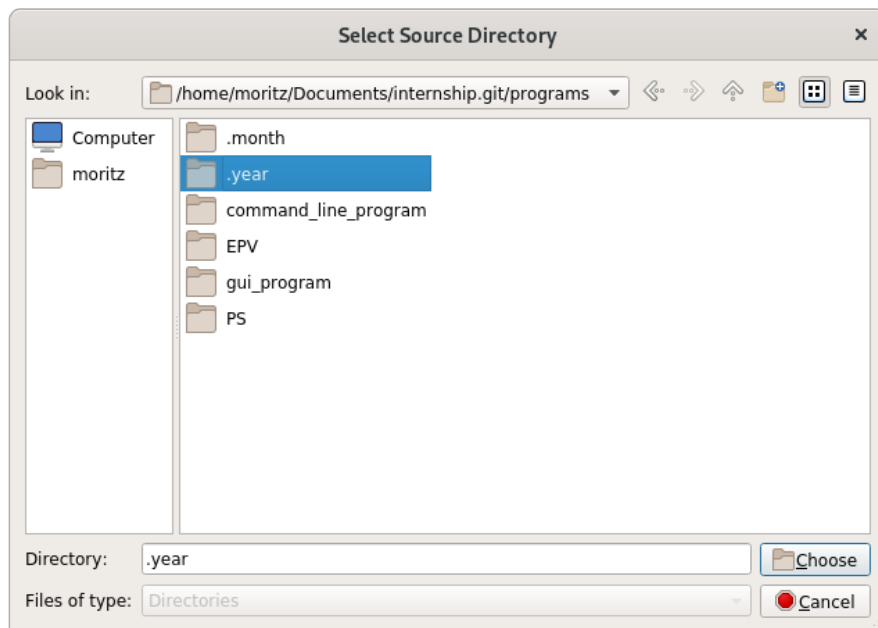 Select Source Directory
Look in: /home/moritz/Documents/internship.git/programs
Computer
moritz
.month
.year
command_line_program
EPV
gui_program
PS
Directory: .year Choose
Files of type: Directories Cancel